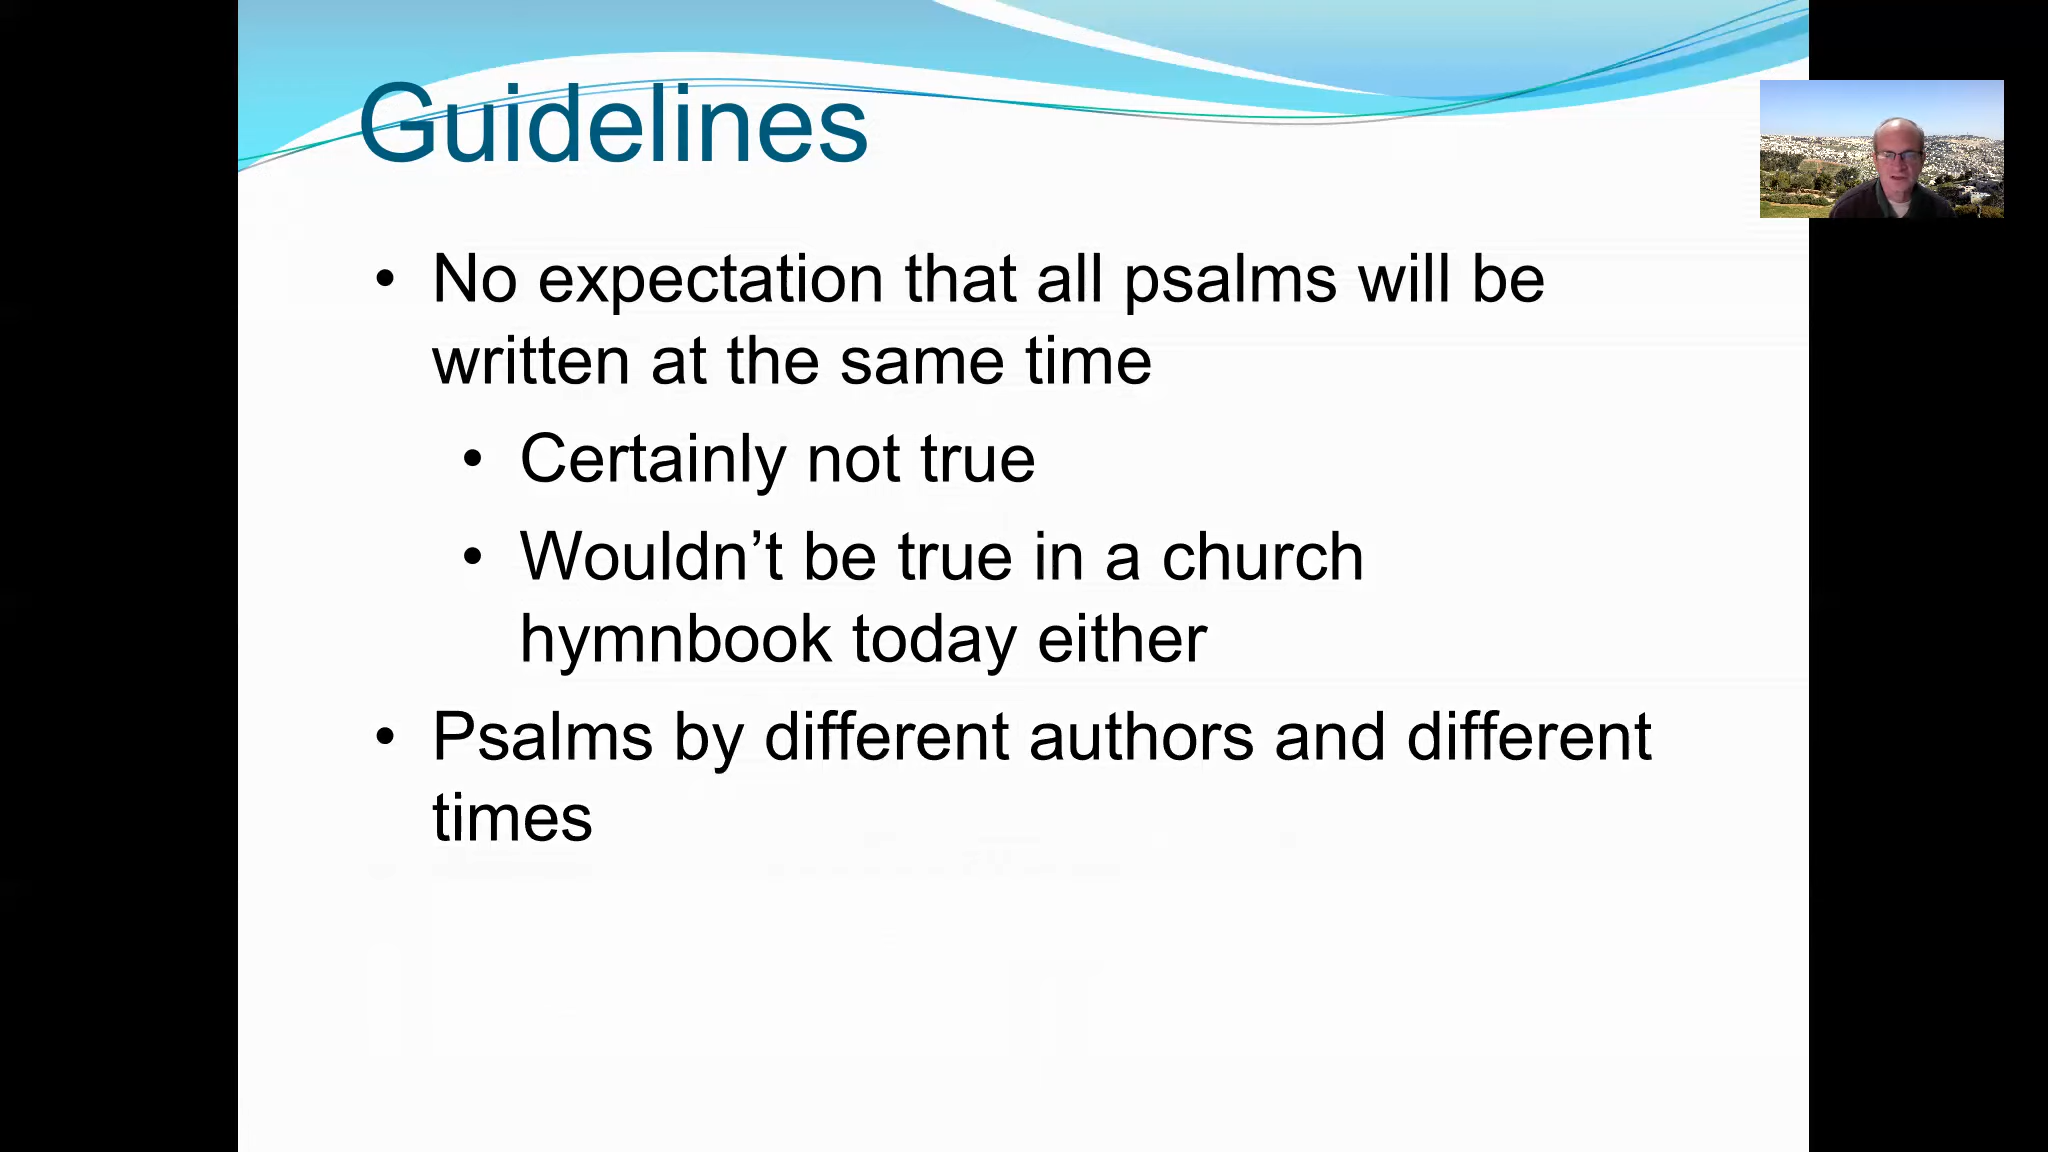 Guidelines
• No expectation that all psalms will be
written at the same time
• Certainly not true
• Wouldn’t be true in a church
hymnbook today either
• Psalms by different authors and different
times